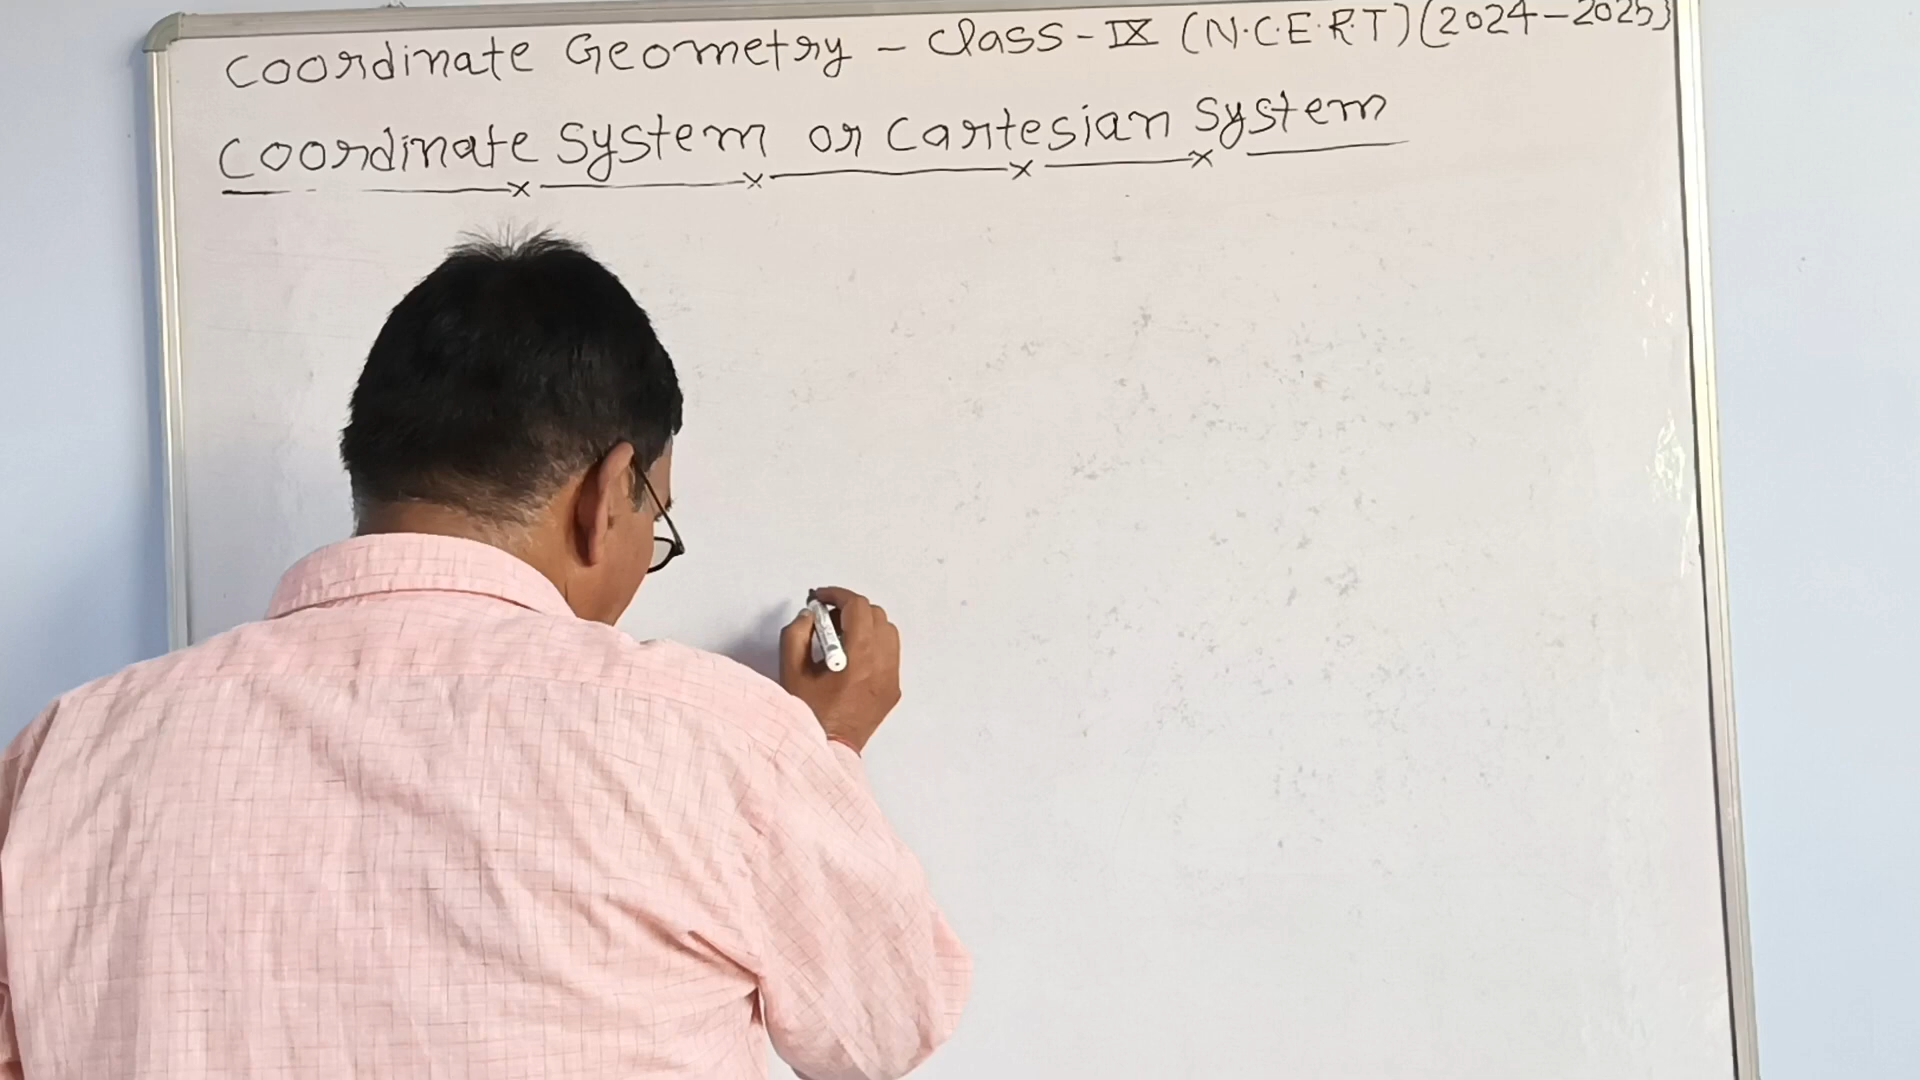 Coordinate Geometry - Class - IX (N.C.E.R.T) (2024-2025)
Coordinate System or Cartesian System